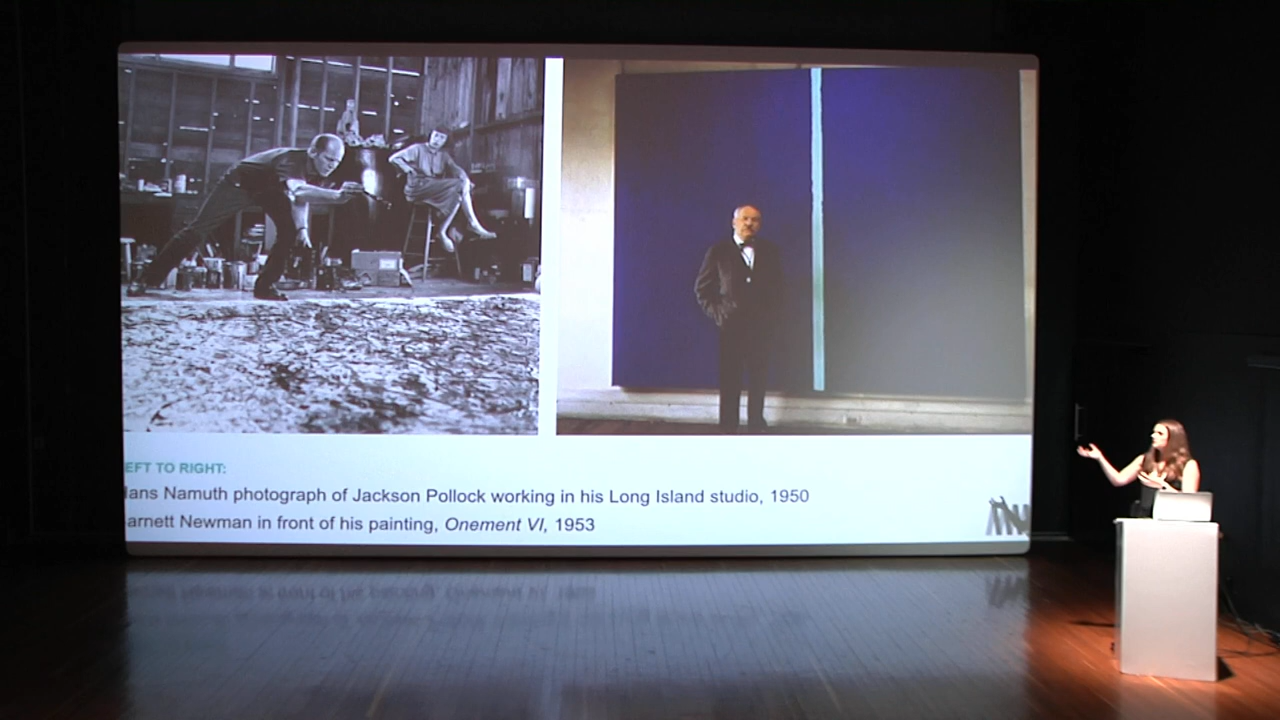 EFT TO RIGHT:
ans Namuth photograph of Jackson Pollock working in his Long Island studio, 1950
arnett Newman in front of his painting, Onement VI, 1953